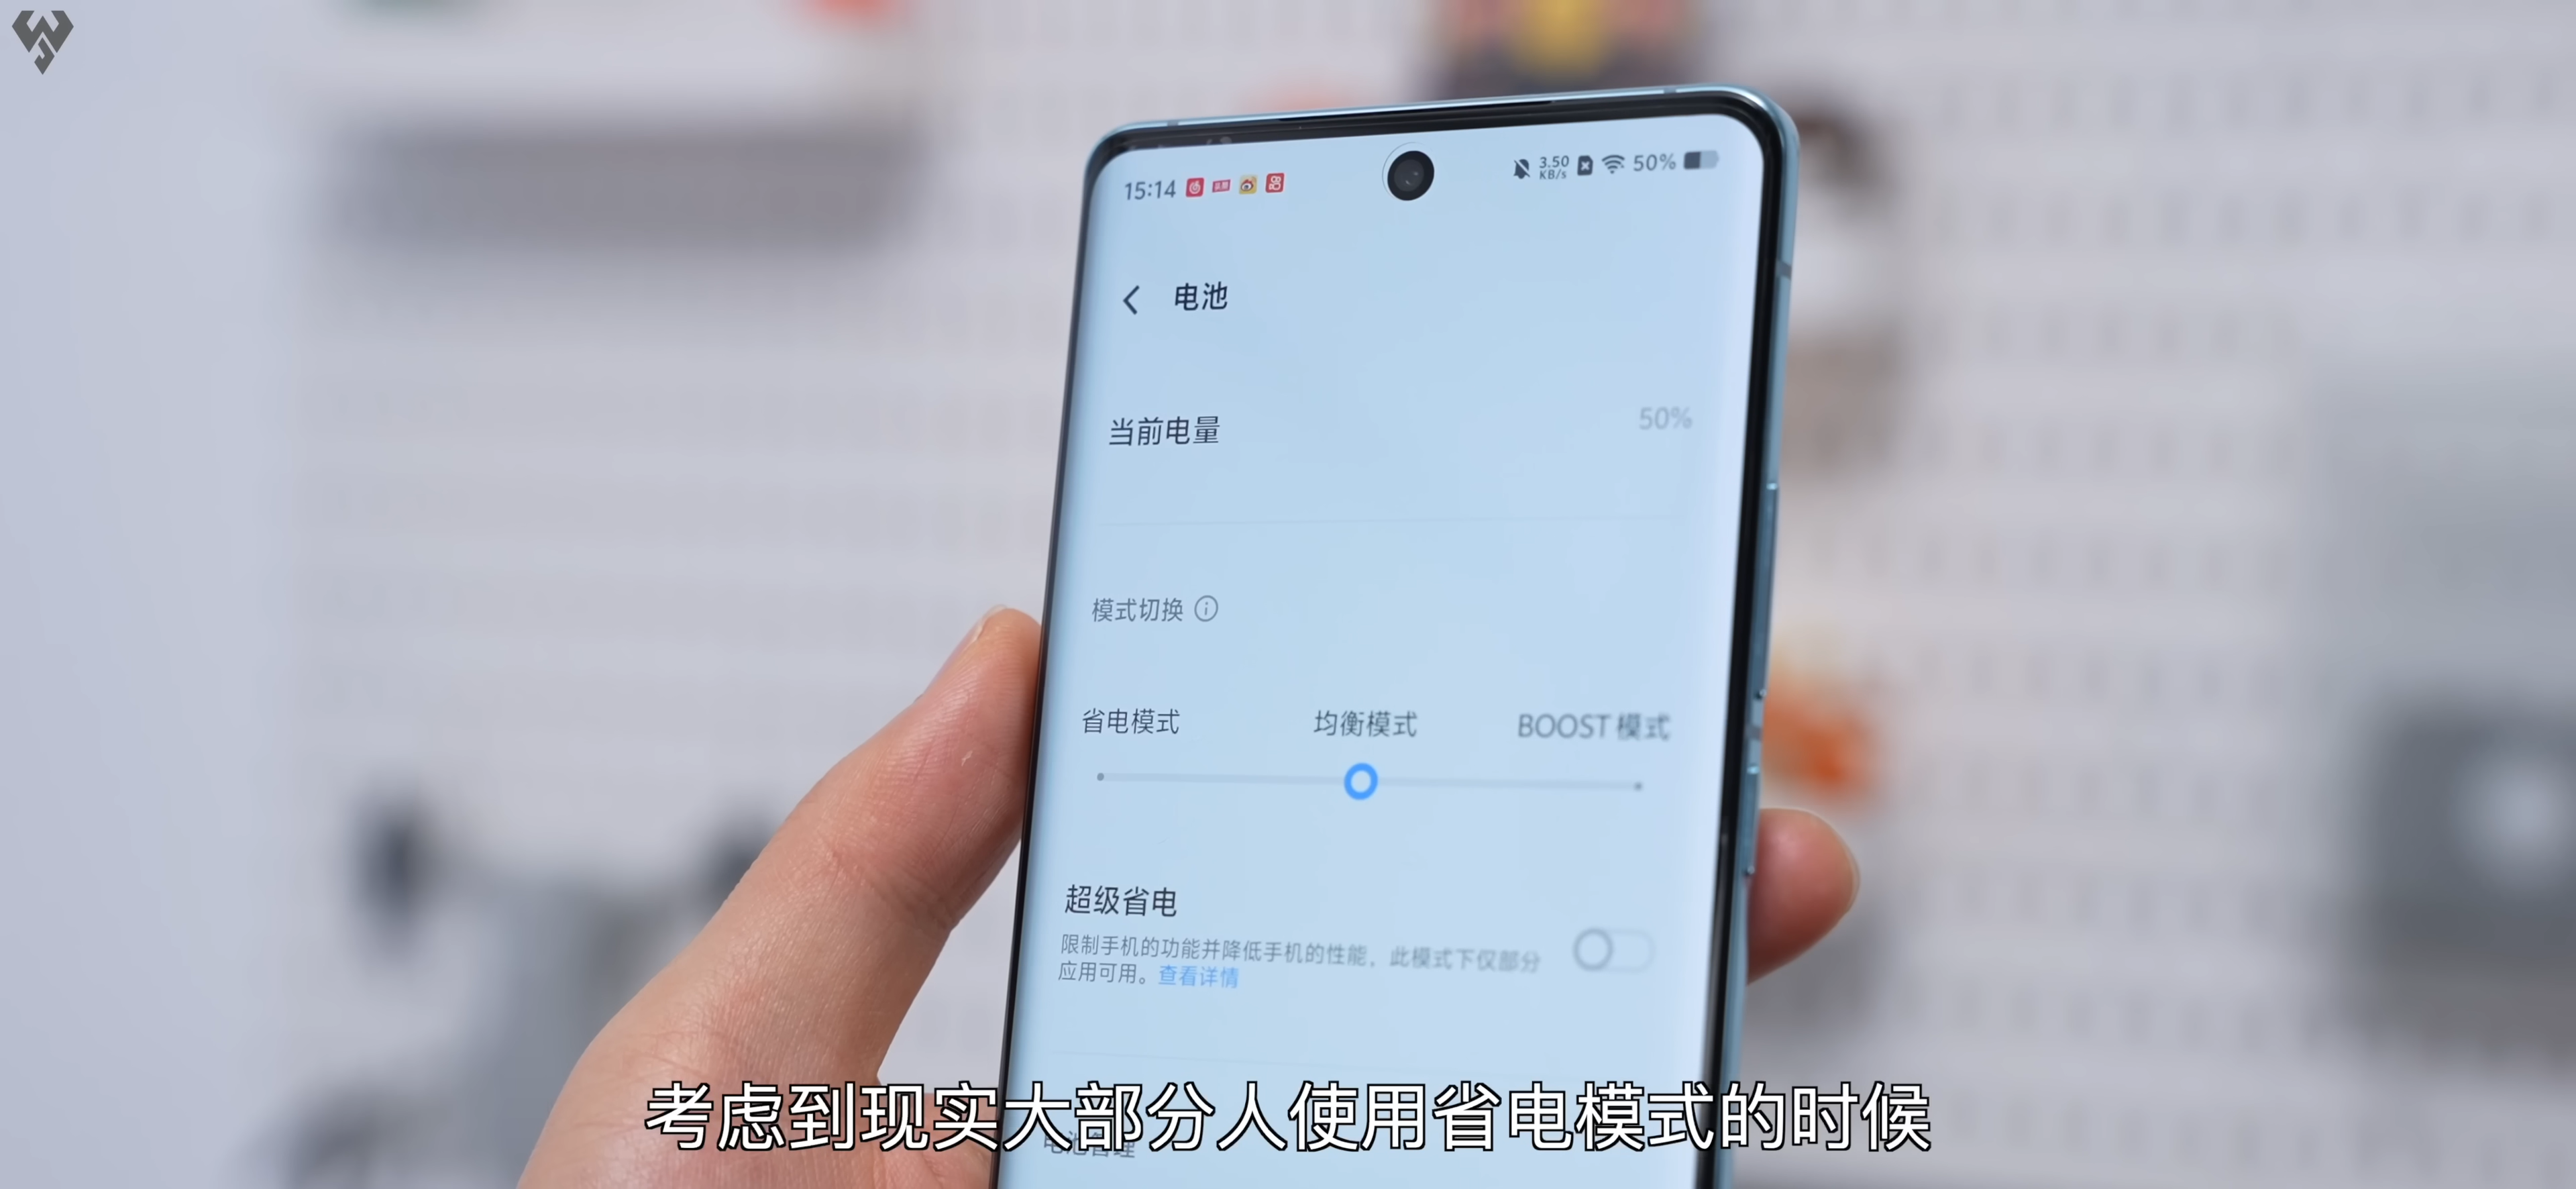 15:14 3.50 KB/s 50%
电池
当前电量 50%
模式切换
省电模式 均衡模式 BOOST 模式
超级省电
限制手机的功能并降低手机的性能，此模式下仅部分
应用可用。查看详情
电池管理
考虑到现实大部分人使用省电模式的时候